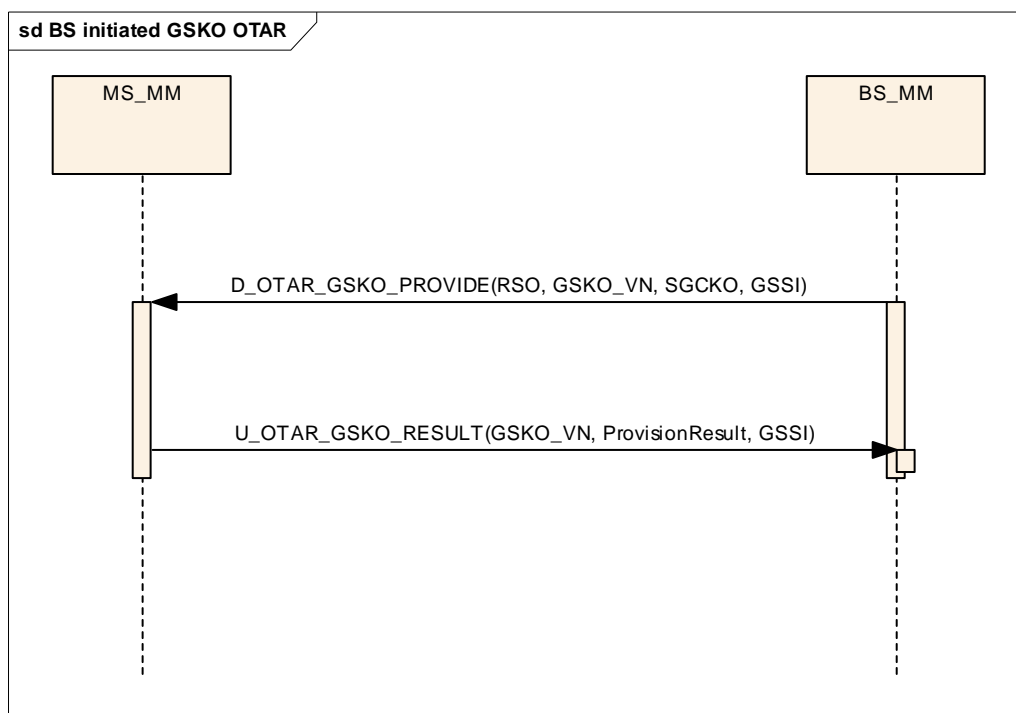 sd BS initiated GSKO OTAR
MS_MM
BS_MM
D_OTAR_GSKO_PROVIDE(RSO, GSKO_VN, SGCKO, GSSI)
U_OTAR_GSKO_RESULT(GSKO_VN, ProvisionResult, GSSI)